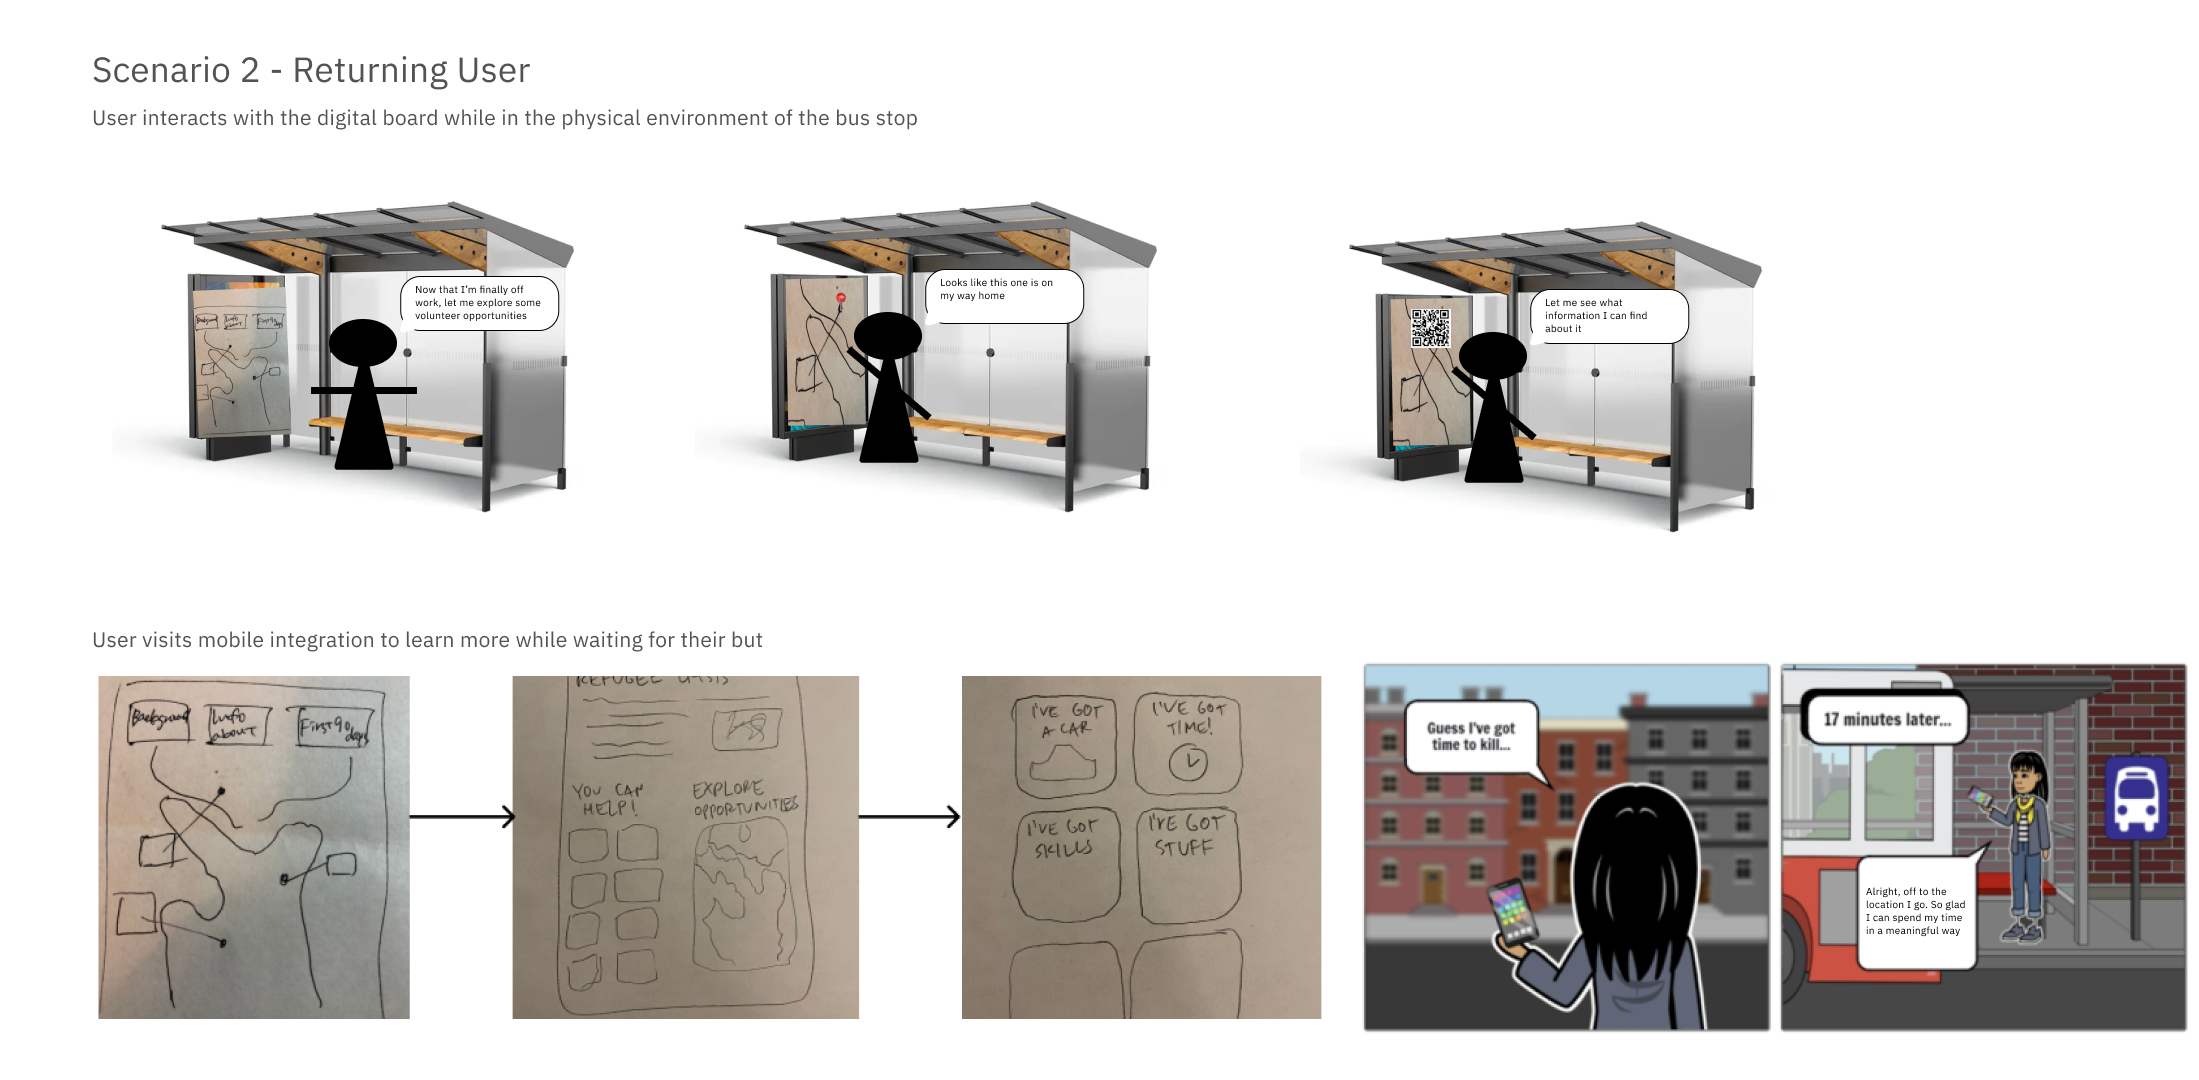 Scenario 2 - Returning User
User interacts with the digital board while in the physical environment of the bus stop
Now that I'm finally off
work, let me explore some
volunteer opportunities
Background
Info
about
First 90
days
Looks like this one is on
my way home
Let me see what
information I can find
about it
User visits mobile integration to learn more while waiting for their but
Background
Info
about
First 90
days
REFUGEE CRISIS
YOU CAN
HELP!
EXPLORE
OPPORTUNITIES
I'VE GOT
A CAR
I'VE GOT
TIME!
I'VE GOT
SKILLS
I'VE GOT
STUFF
Guess I've got
time to kill...
17 minutes later...
Alright, off to the
location I go. So glad
I can spend my time
in a meaningful way